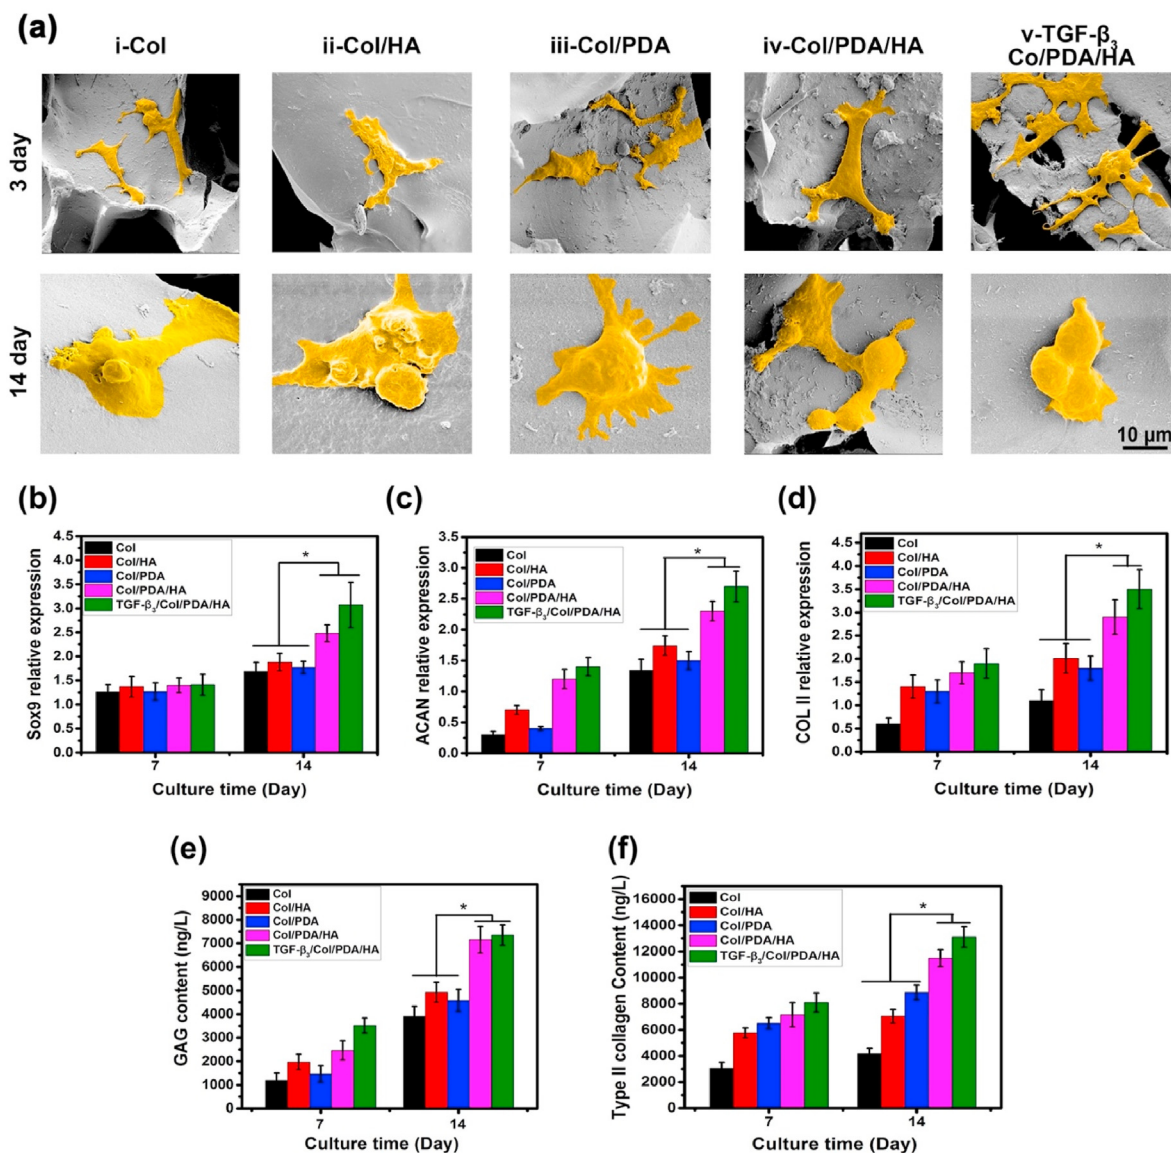 (a)
i-Col
ii-Col/HA
iii-Col/PDA
iv-Col/PDA/HA
v-TGF-β₃
Co/PDA/HA
3 day
14 day
10 μm
(b)
Sox9 relative expression
4.5
4.0
3.5
3.0
2.5
2.0
1.5
1.0
0.5
0.0
Col
Col/HA
Col/PDA
Col/PDA/HA
TGF-β₃/Col/PDA/HA
*
7
14
Culture time (Day)
(c)
ACAN relative expression
3.5
3.0
2.5
2.0
1.5
1.0
0.5
0.0
Col
Col/HA
Col/PDA
Col/PDA/HA
TGF-β₃/Col/PDA/HA
*
7
14
Culture time (Day)
(d)
COL II relative expression
4.5
4.0
3.5
3.0
2.5
2.0
1.5
1.0
0.5
0.0
Col
Col/HA
Col/PDA
Col/PDA/HA
TGF-β₃/Col/PDA/HA
*
7
14
Culture time (Day)
(e)
GAG content (ng/L)
9000
8000
7000
6000
5000
4000
3000
2000
1000
0
Col
Col/HA
Col/PDA
Col/PDA/HA
TGF-β₃/Col/PDA/HA
*
7
14
Culture time (Day)
(f)
Type II collagen Content (ng/L)
16000
14000
12000
10000
8000
6000
4000
2000
0
Col
Col/HA
Col/PDA
Col/PDA/HA
TGF-β₃/Col/PDA/HA
*
7
14
Culture time (Day)